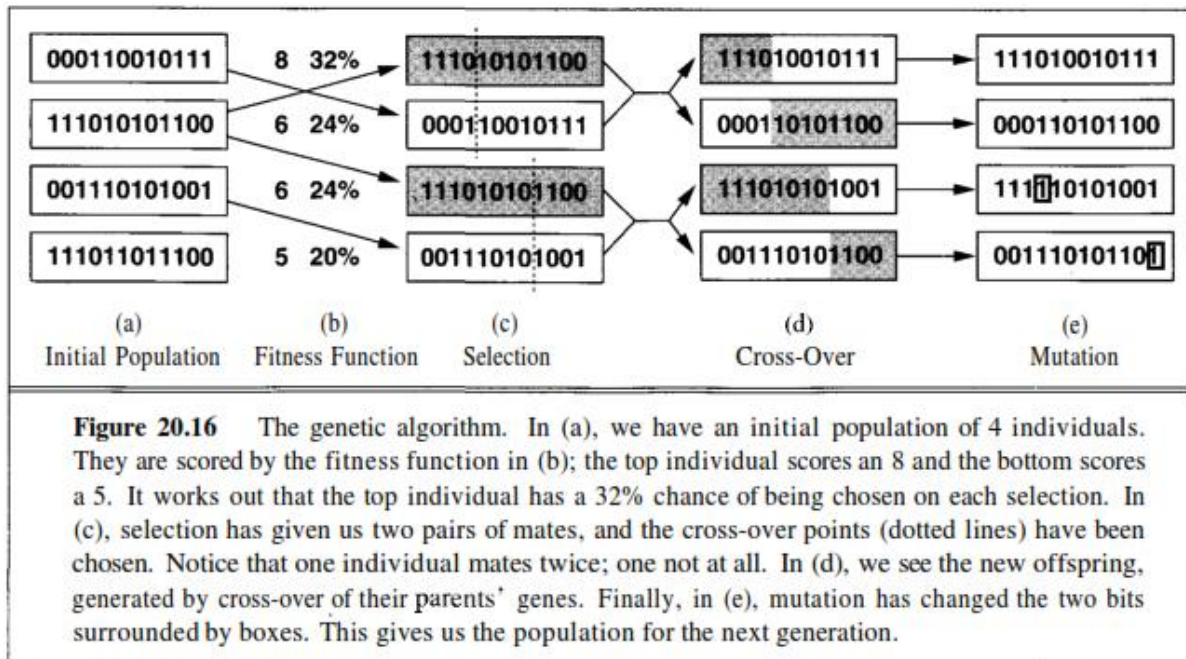 000110010111 8 32% 111010101100 111010010111 111010010111
111010101100 6 24% 000110010111 000110101100 000110101100
001110101001 6 24% 111010101100 111010101001 111110101001
111011011100 5 20% 001110101001 001110101100 001110101101
(a) (b) (c) (d) (e)
Initial Population Fitness Function Selection Cross-Over Mutation
Figure 20.16 The genetic algorithm. In (a), we have an initial population of 4 individuals.
They are scored by the fitness function in (b); the top individual scores an 8 and the bottom scores
a 5. It works out that the top individual has a 32% chance of being chosen on each selection. In
(c), selection has given us two pairs of mates, and the cross-over points (dotted lines) have been
chosen. Notice that one individual mates twice; one not at all. In (d), we see the new offspring,
generated by cross-over of their parents' genes. Finally, in (e), mutation has changed the two bits
surrounded by boxes. This gives us the population for the next generation.